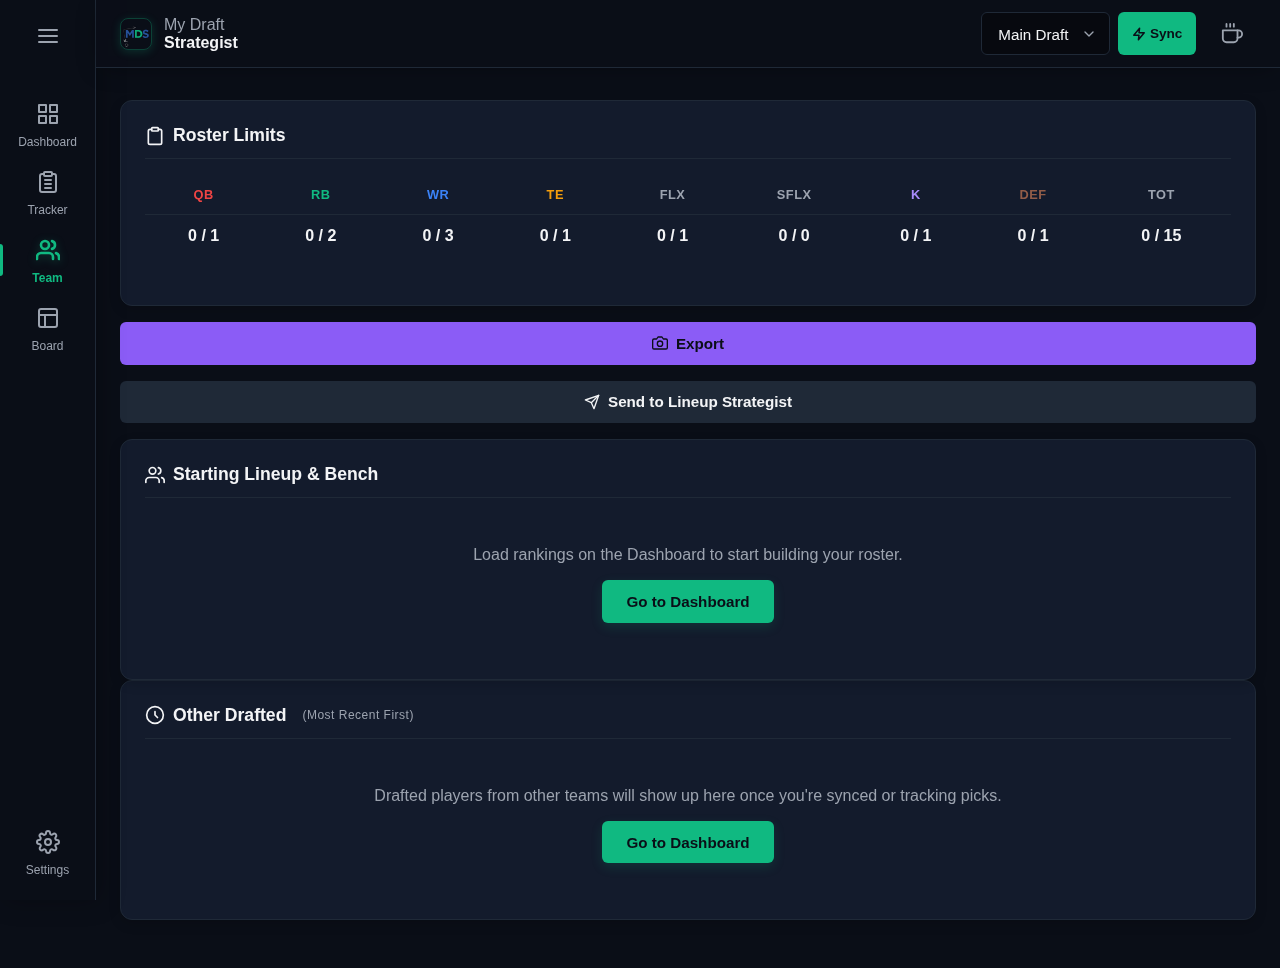 My Draft
Strategist
MDS
Main Draft
Sync
Dashboard
Tracker
Team
Board
Settings
Roster Limits
QB RB WR TE FLX SFLX K DEF TOT
0 / 1 0 / 2 0 / 3 0 / 1 0 / 1 0 / 0 0 / 1 0 / 1 0 / 15
Export
Send to Lineup Strategist
Starting Lineup & Bench
Load rankings on the Dashboard to start building your roster.
Go to Dashboard
Other Drafted (Most Recent First)
Drafted players from other teams will show up here once you're synced or tracking picks.
Go to Dashboard